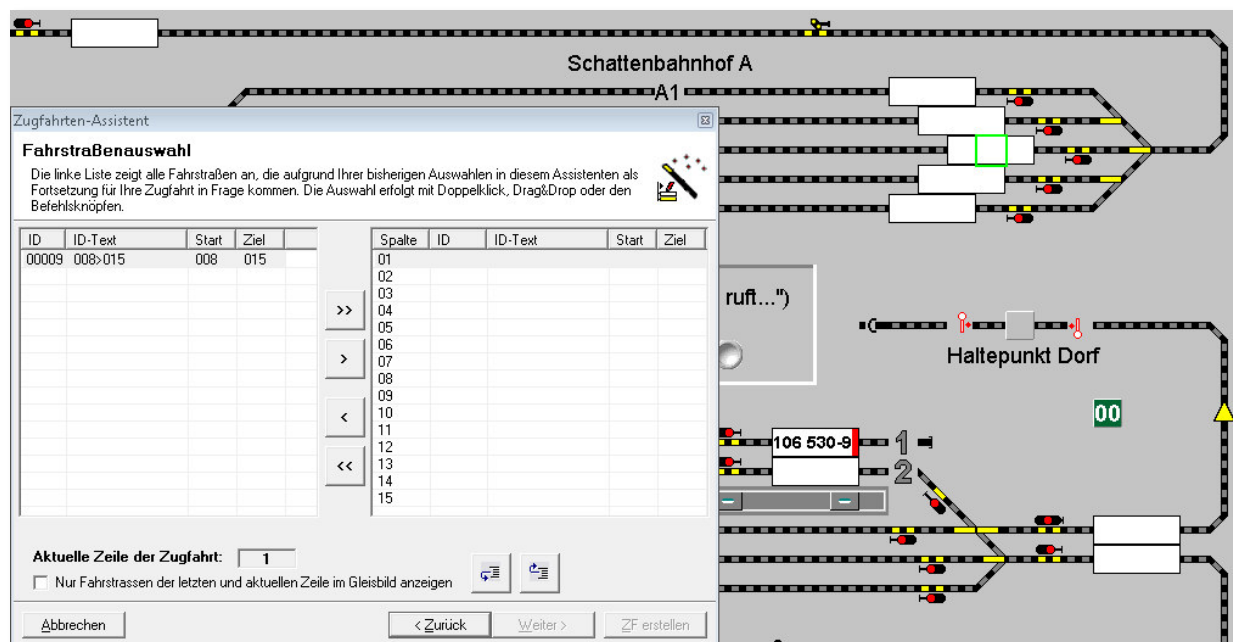 Schattenbahnhof A
A1
Zugfahrten-Assistent
Fahrstraßenauswahl
Die linke Liste zeigt alle Fahrstraßen an, die aufgrund Ihrer bisherigen Auswahlen in diesem Assistenten als
Fortsetzung für Ihre Zugfahrt in Frage kommen. Die Auswahl erfolgt mit Doppelklick, Drag&Drop oder den
Befehlsknöpfen.
ID ID-Text Start Ziel
00009 008>015 008 015
>>
>
<
<<
Spalte ID ID-Text Start Ziel
01
02
03
04
05
06
07
08
09
10
11
12
13
14
15
Aktuelle Zeile der Zugfahrt: 1
Nur Fahrstrassen der letzten und aktuellen Zeile im Gleisbild anzeigen
Abbrechen
< Zurück
Weiter >
ZF erstellen
ruft...")
Haltepunkt Dorf
00
106 530-9
1
2